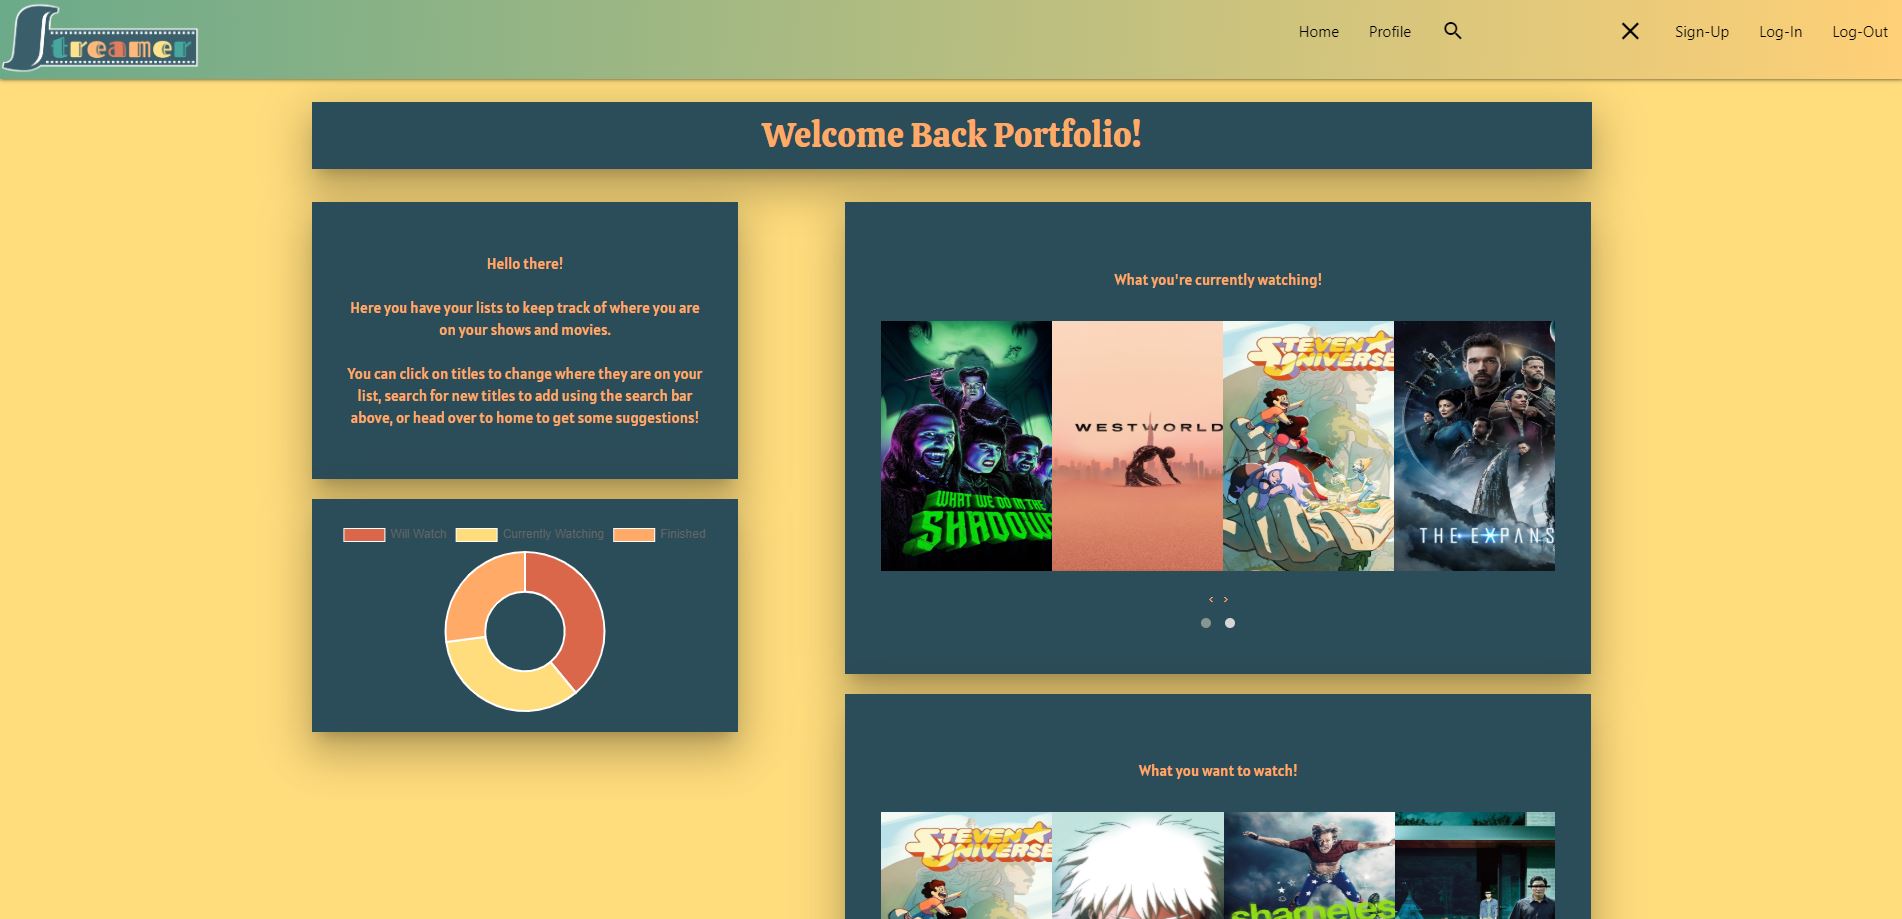 Streamer
Home Profile Sign-Up Log-In Log-Out
Welcome Back Portfolio!
Hello there!
Here you have your lists to keep track of where you are
on your shows and movies.
You can click on titles to change where they are on your
list, search for new titles to add using the search bar
above, or head over to home to get some suggestions!
Will Watch Currently Watching Finished
What you're currently watching!
WHAT WE DO IN THE
SHADOWS
WESTWORLD
STEVEN
UNIVERSE
THE EXPANS
‹ ›
What you want to watch!
STEVEN
UNIVERSE
shameles